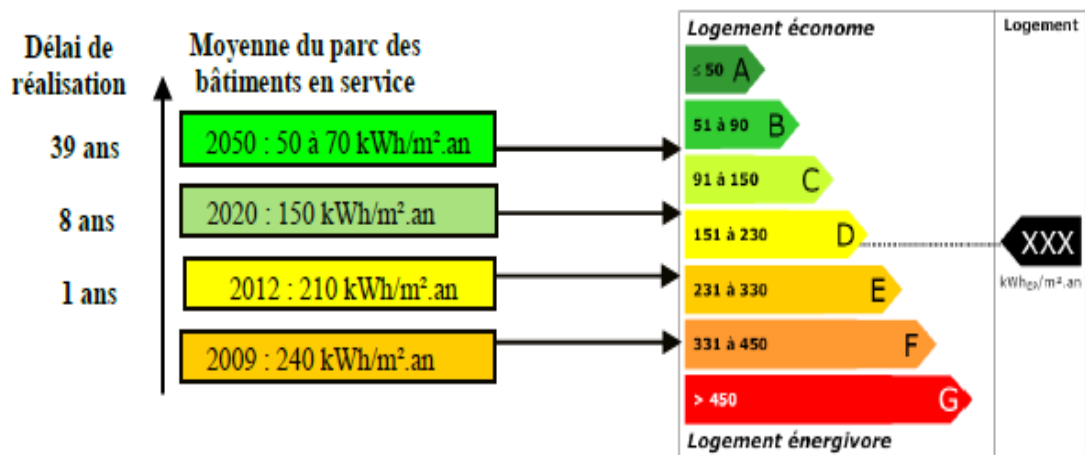 Délai de
réalisation
Moyenne du parc des
bâtiments en service
39 ans
2050 : 50 à 70 kWh/m².an
8 ans
2020 : 150 kWh/m².an
1 ans
2012 : 210 kWh/m².an
2009 : 240 kWh/m².an
Logement économe
Logement
≤ 50 A
51 à 90 B
91 à 150 C
151 à 230 D
XXX
kWhEP/m².an
231 à 330 E
331 à 450 F
> 450 G
Logement énergivore